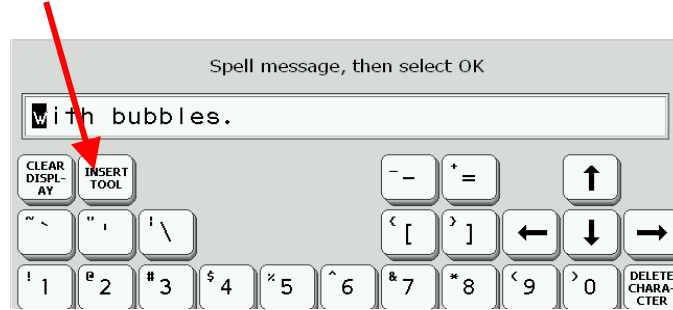 Spell message, then select OK
with bubbles.
CLEAR DISPL-AY INSERT TOOL - – + = ↑
~ ` " ' ¦ \ { [ } ] ← ↓ →
! 1 @ 2 # 3 $ 4 % 5 ^ 6 & 7 * 8 ( 9 ) 0 DELETE CHARA-CTER